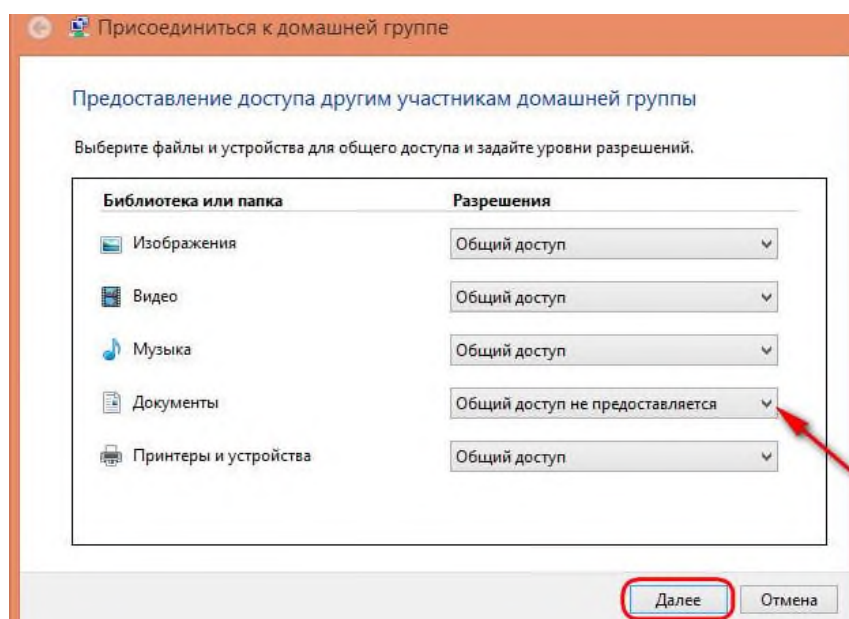 Присоединиться к домашней группе
Предоставление доступа другим участникам домашней группы
Выберите файлы и устройства для общего доступа и задайте уровни разрешений.
Библиотека или папка Разрешения
Изображения Общий доступ
Видео Общий доступ
Музыка Общий доступ
Документы Общий доступ не предоставляется
Принтеры и устройства Общий доступ
Далее Отмена